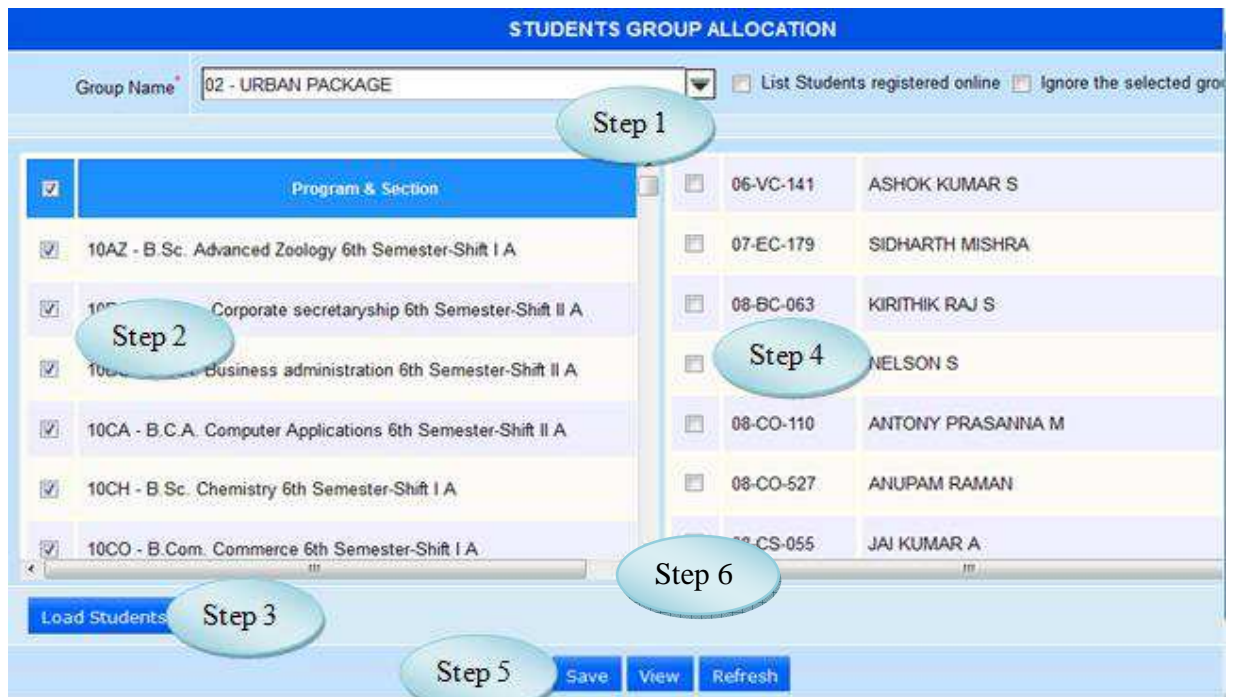 STUDENTS GROUP ALLOCATION
Group Name* 02 - URBAN PACKAGE List Students registered online Ignore the selected
Step 1
Program & Section
10AZ - B.Sc. Advanced Zoology 6th Semester-Shift I A
Corporate secretaryship 6th Semester-Shift II A
Step 2
Business administration 6th Semester-Shift II A
10CA - B.C.A. Computer Applications 6th Semester-Shift II A
10CH - B.Sc. Chemistry 6th Semester-Shift I A
10CO - B.Com. Commerce 6th Semester-Shift I A
06-VC-141 ASHOK KUMAR S
07-EC-179 SIDHARTH MISHRA
08-BC-063 KIRITHIK RAJ S
Step 4
NELSON S
08-CO-110 ANTONY PRASANNA M
08-CO-527 ANUPAM RAMAN
JAI KUMAR A
Step 6
Load Students Step 3
Step 5 Save View Refresh